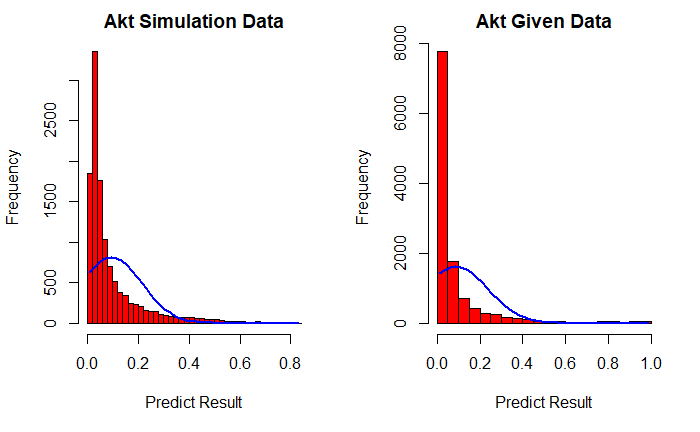 Akt Simulation Data
Frequency
500
1500
2500
0.0 0.2 0.4 0.6 0.8
Predict Result
Akt Given Data
Frequency
0
2000
4000
6000
8000
0.0 0.2 0.4 0.6 0.8 1.0
Predict Result
0